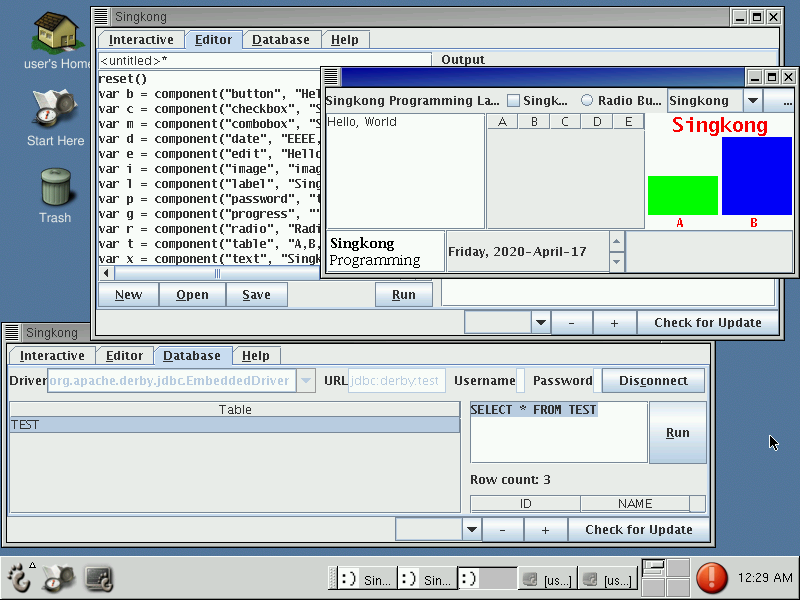 user's Home
Start Here
Trash
Singkong
Interactive Editor Database Help
<untitled>*
Output
reset()
var b = component("button", "Hel
var c = component("checkbox", "S
var m = component("combobox", "S
var d = component("date", "EEEE,
var e = component("edit", "Hello
var i = component("image", "imag
var l = component("label", "Sing
var p = component("password", "t
var g = component("progress", "
var r = component("radio", "Radi
var t = component("table", "A,B,
var x = component("text", "Singk
New Open Save Run
- + Check for Update
Singkong Programming La... Singk... Radio Bu... Singkong ...
Hello, World
A B C D E
Singkong
A B
Singkong
Programming
Friday, 2020-April-17
Singkong
Interactive Editor Database Help
Driver org.apache.derby.jdbc.EmbeddedDriver URL jdbc:derby:test Username Password Disconnect
Table
TEST
SELECT * FROM TEST
Run
Row count: 3
ID NAME
- + Check for Update
:) Sin... :) Sin... :) [us...] [us...] 12:29 AM